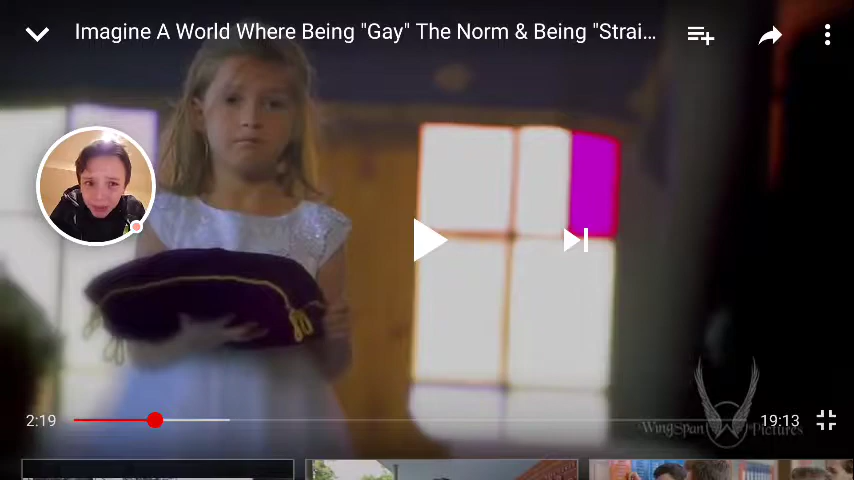 Imagine A World Where Being "Gay" The Norm & Being "Strai...
2:19
19:13
WingSpan Pictures